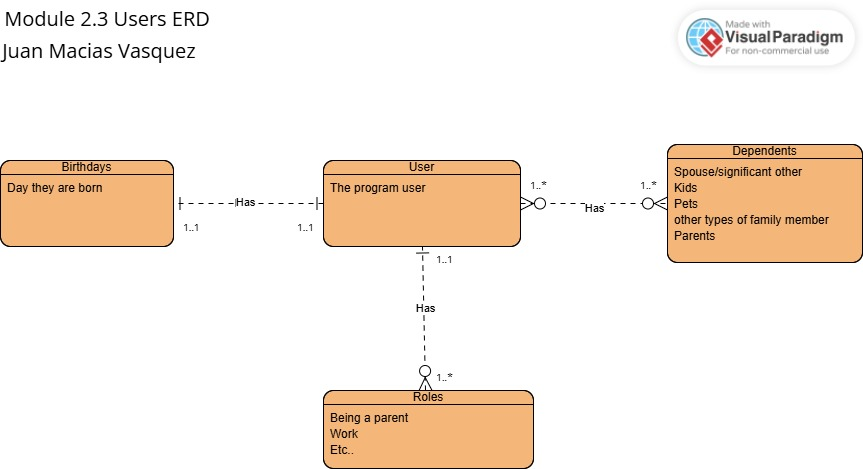 Module 2.3 Users ERD
Juan Macias Vasquez
Made with
VisualParadigm
For non-commercial use
Birthdays
Day they are born
Has
1..1
1..1
User
The program user
1..*
1..*
Has
Dependents
Spouse/significant other
Kids
Pets
other types of family member
Parents
1..1
Has
1..*
Roles
Being a parent
Work
Etc..